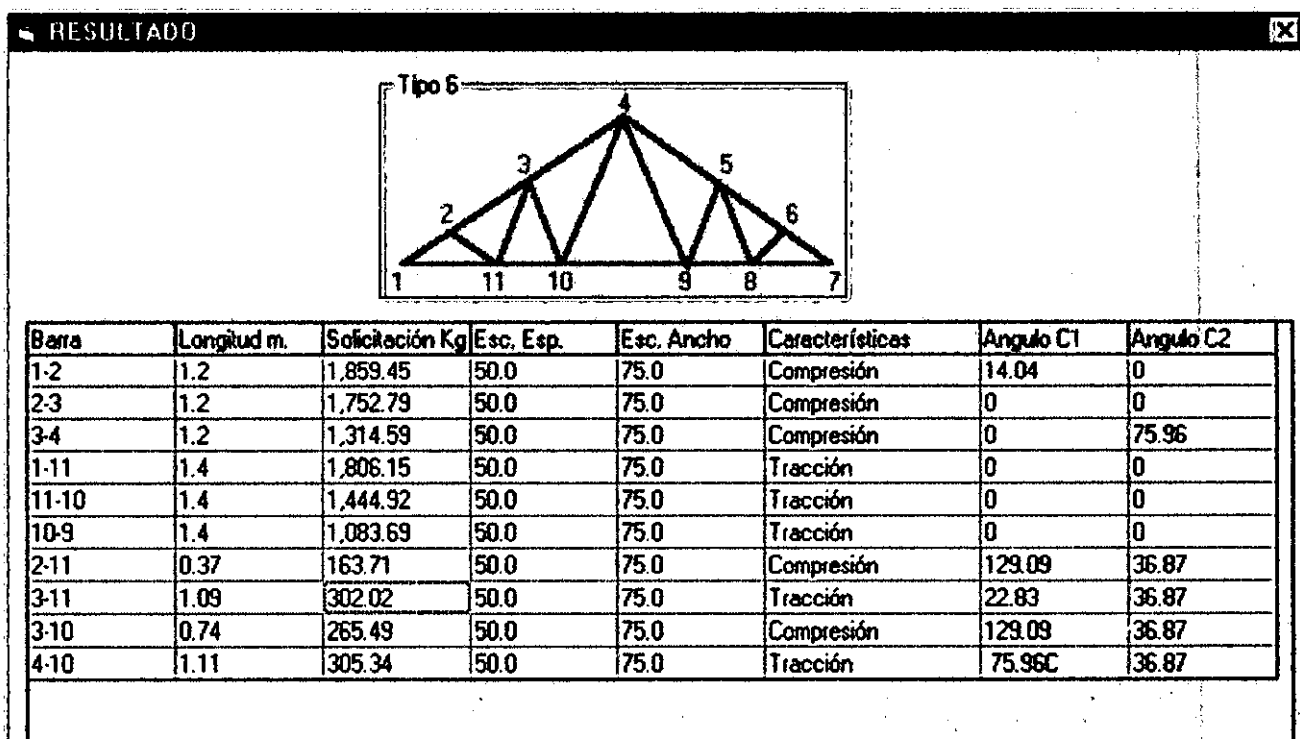 RESULTADO
Tipo 6
4
3 5
2 6
1 11 10 9 8 7
Barra Longitud m. Solicitación Kg Esc. Esp. Esc. Ancho Características Angulo C1 Angulo C2
1-2 1.2 1,859.45 50.0 75.0 Compresión 14.04 0
2-3 1.2 1,752.79 50.0 75.0 Compresión 0 0
3-4 1.2 1,314.59 50.0 75.0 Compresión 0 75.96
1-11 1.4 1,806.15 50.0 75.0 Tracción 0 0
11-10 1.4 1,444.92 50.0 75.0 Tracción 0 0
10-9 1.4 1,083.69 50.0 75.0 Tracción 0 0
2-11 0.37 163.71 50.0 75.0 Compresión 129.09 36.87
3-11 1.09 302.02 50.0 75.0 Tracción 22.83 36.87
3-10 0.74 265.49 50.0 75.0 Compresión 129.09 36.87
4-10 1.11 305.34 50.0 75.0 Tracción 75.96C 36.87